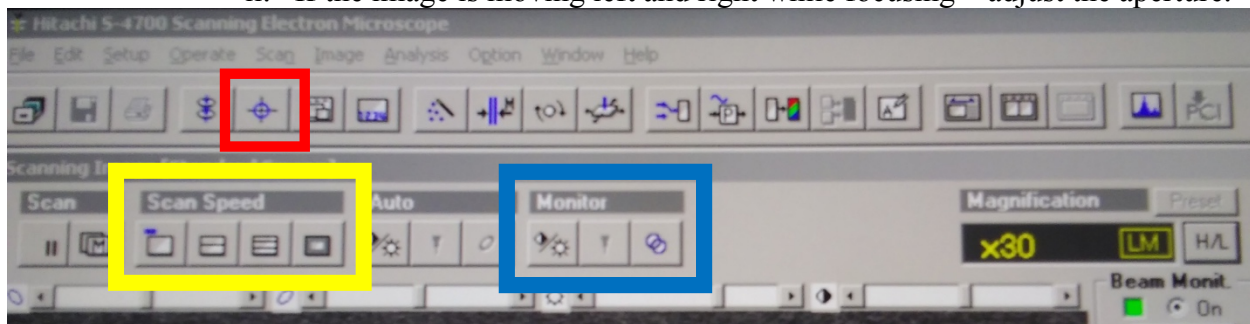 If the image is moving left and right while focusing – adjust the aperture.
Hitachi S-4700 Scanning Electron Microscope
File Edit Setup Operate Scan Image Analysis Option Window Help
PCI
Scanning
Scan Scan Speed Auto Monitor Magnification Preset
x30 LM H/L
Beam Monit.
On